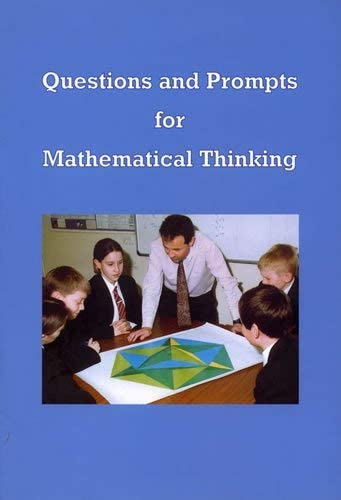 Questions and Prompts
for
Mathematical Thinking